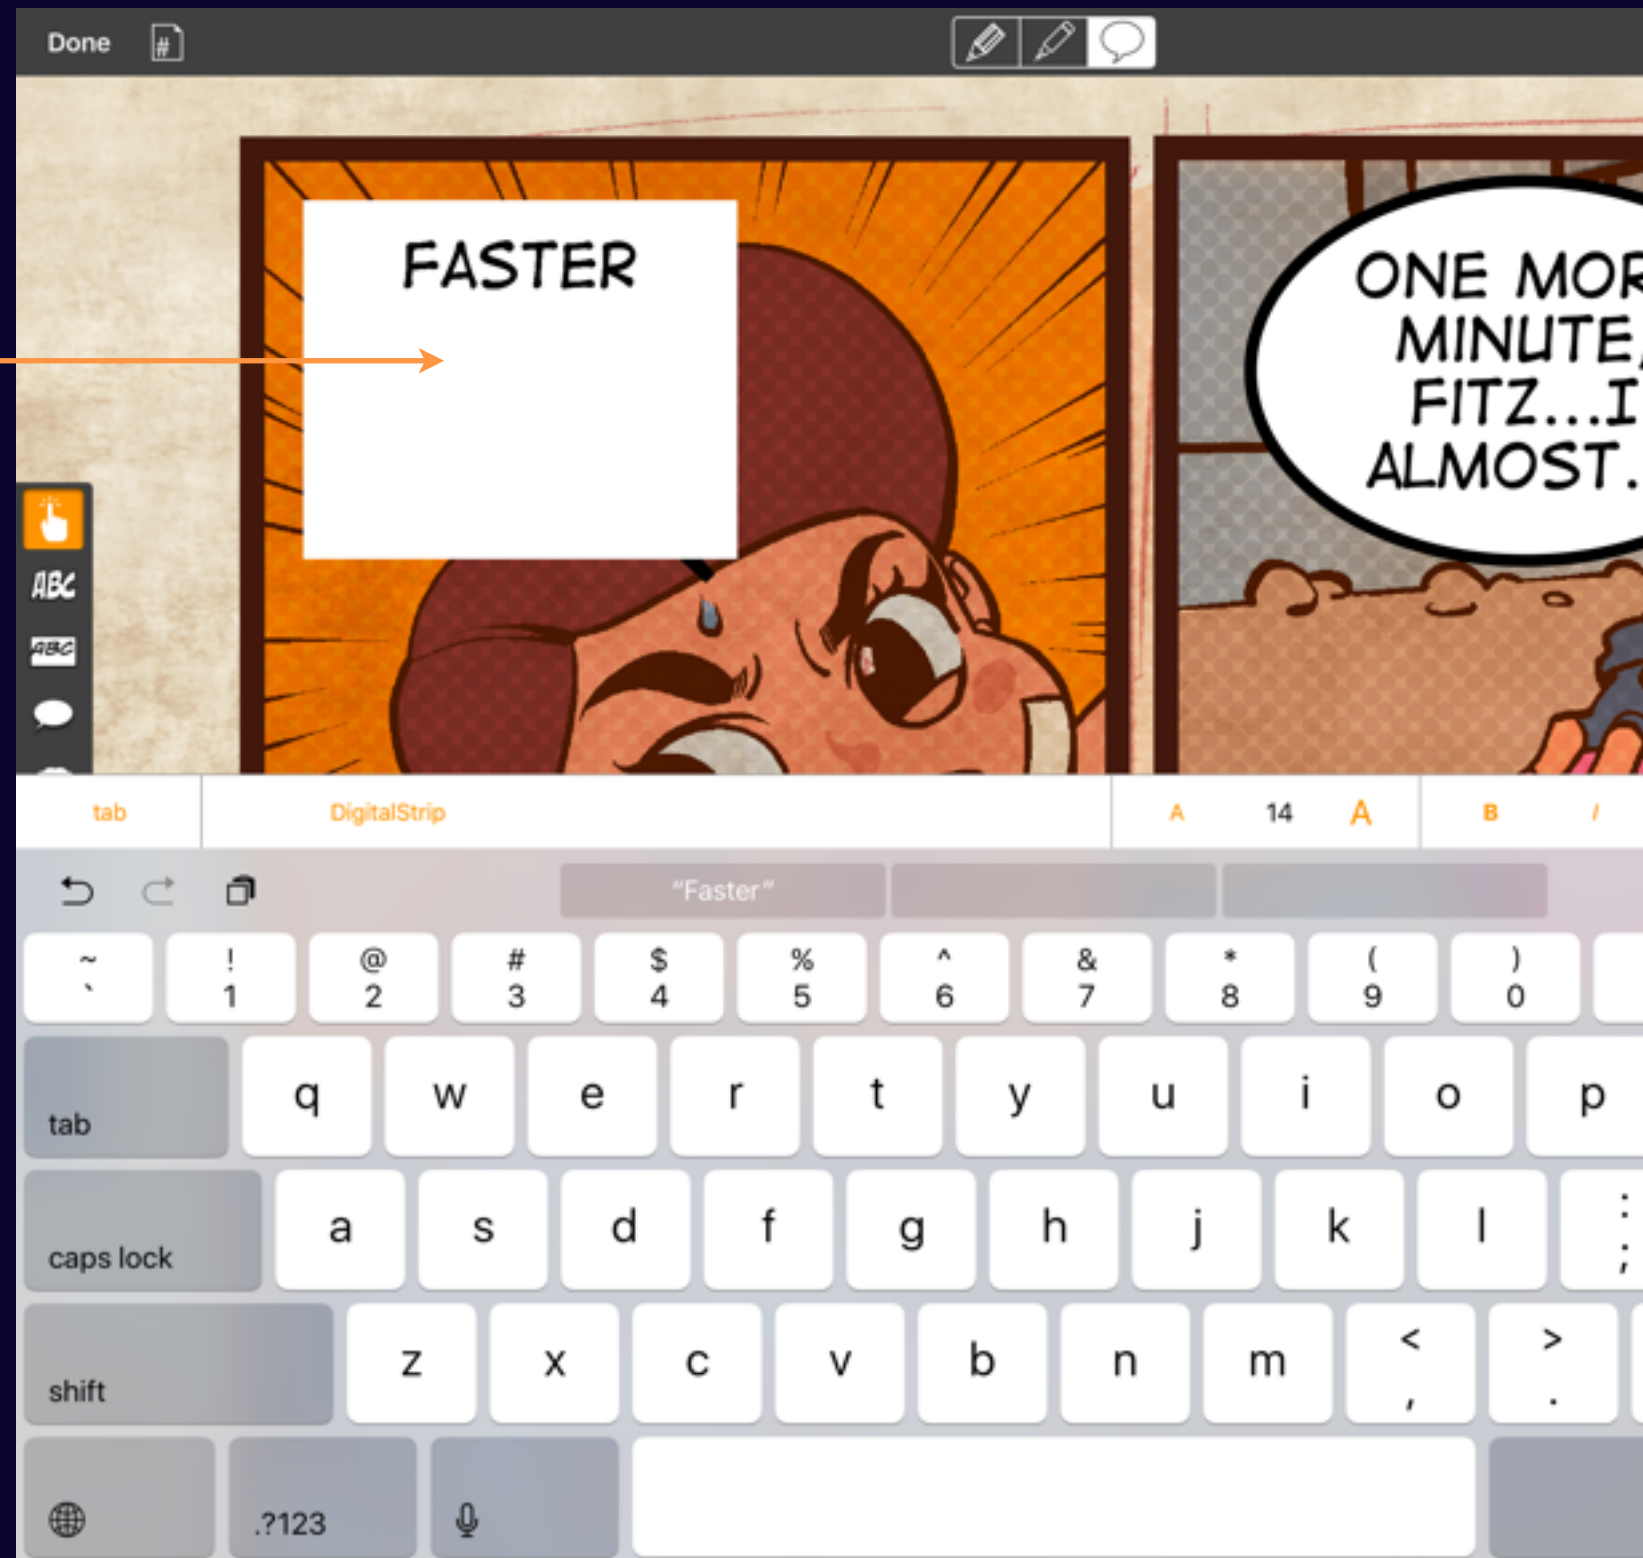 Done #
FASTER
ONE MOR
MINUTE,
FITZ...I
ALMOST.
ABC
ABC
tab DigitalStrip A 14 A B I
"Faster"
~ ! @ # $ % ^ & * ( )
` 1 2 3 4 5 6 7 8 9 0
tab q w e r t y u i o p
caps lock a s d f g h j k l : ;
shift z x c v b n m < , > .
.?123